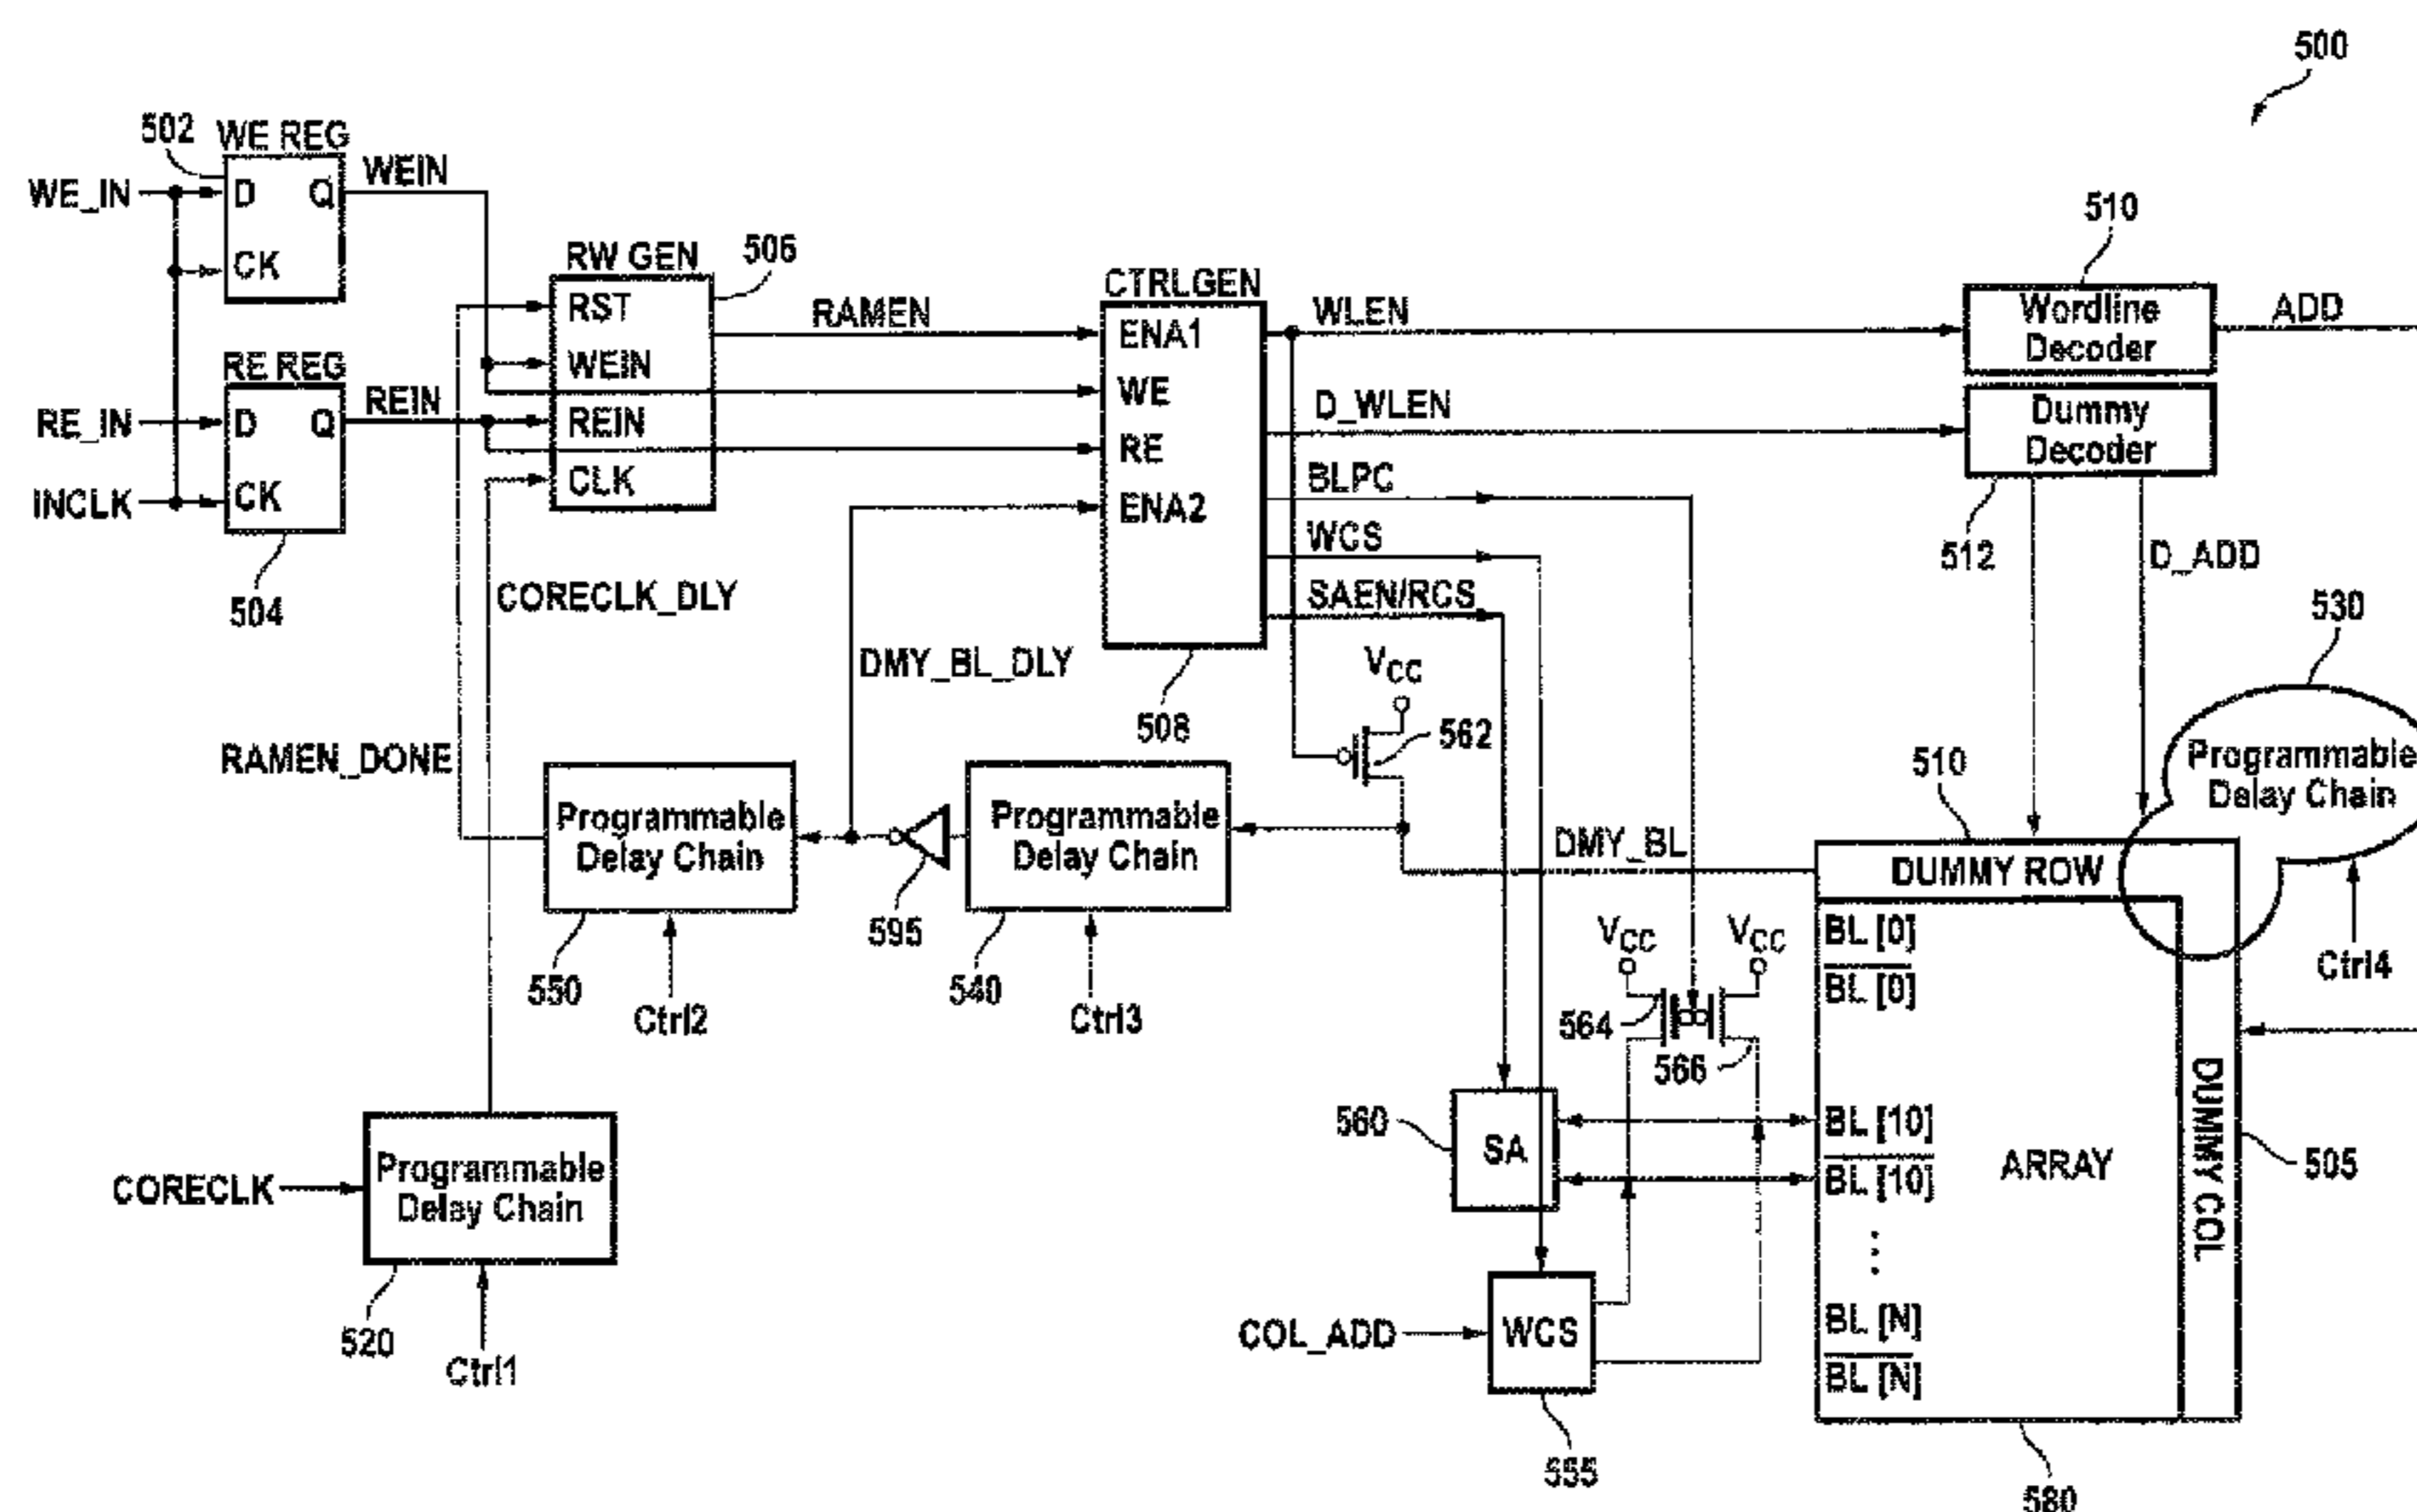 500
502
WE REG
WE_IN
D
Q
WEIN
CK
RE REG
RE_IN
D
Q
REIN
INCLK
CK
504
RW GEN
506
RST
WEIN
REIN
CLK
RAMEN
CTRLGEN
ENA1
WE
RE
ENA2
508
WLEN
D_WLEN
BLPC
WCS
SAEN/RCS
510
Wordline
Decoder
ADD
Dummy
Decoder
512
D_ADD
530
Programmable
Delay Chain
Ctrl4
CORECLK_DLY
DMY_BL_DLY
RAMEN_DONE
VCC
562
Programmable
Delay Chain
550
Ctrl2
595
Programmable
Delay Chain
540
Ctrl3
DMY_BL
510
DUMMY ROW
BL [0]
BL [0]
VCC
VCC
564
566
560
SA
BL [10]
BL [10]
ARRAY
DUMMY COL
505
BL [N]
BL [N]
580
CORECLK
Programmable
Delay Chain
520
Ctrl1
COL_ADD
WCS
555